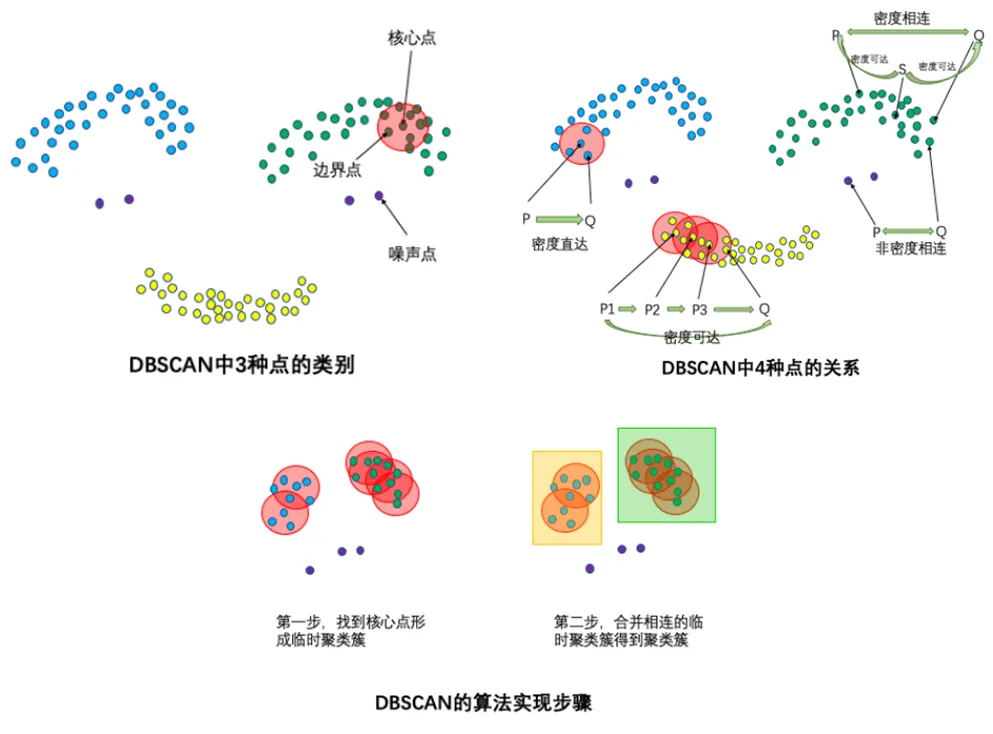 核心点
边界点
噪声点
DBSCAN中3种点的类别
密度相连
P
Q
密度可达
S
密度可达
P
Q
密度直达
P
Q
非密度相连
P1
P2
P3
Q
密度可达
DBSCAN中4种点的关系
第一步，找到核心点形
成临时聚类簇
第二步，合并相连的临
时聚类簇得到聚类簇
DBSCAN的算法实现步骤